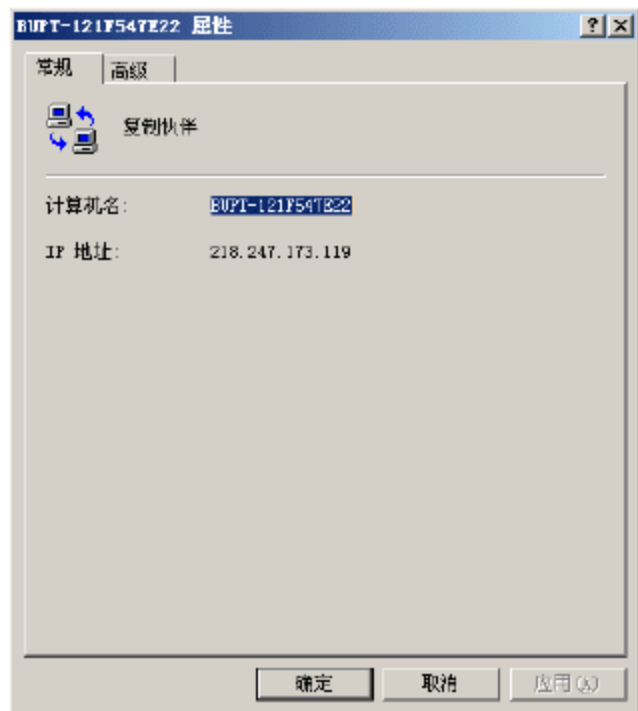 BUPT-121F547E22 属性
常规
高级
复制伙伴
计算机名: BUPT-121F547E22
IP 地址: 218.247.173.119
确定
取消
应用(A)